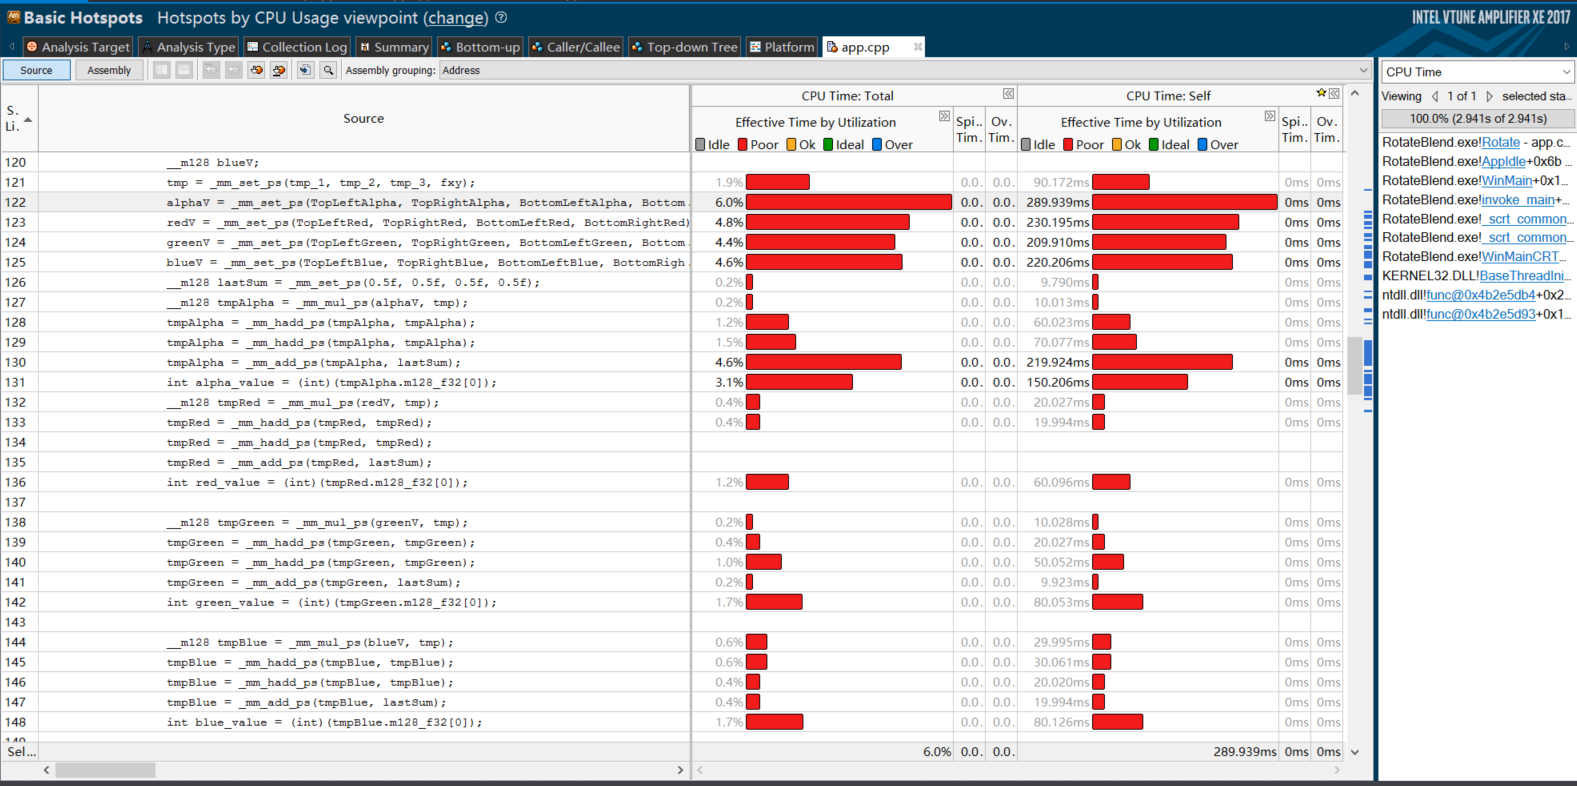 Basic Hotspots Hotspots by CPU Usage viewpoint (change) ?
INTEL VTUNE AMPLIFIER XE 2017
Analysis Target Analysis Type Collection Log Summary Bottom-up Caller/Callee Top-down Tree Platform app.cpp
Source Assembly Assembly grouping: Address
CPU Time
Viewing 1 of 1 selected sta...
100.0% (2.941s of 2.941s)
RotateBlend.exe!Rotate - app.c...
RotateBlend.exe!AppIdle+0x6b ...
RotateBlend.exe!WinMain+0x1...
RotateBlend.exe!invoke_main+...
RotateBlend.exe!_scrt_common...
RotateBlend.exe!_scrt_common...
RotateBlend.exe!WinMainCRT...
KERNEL32.DLL!BaseThreadIni...
ntdll.dll!func@0x4b2e5db4+0x2...
ntdll.dll!func@0x4b2e5d93+0x1...
S. Li. Source
CPU Time: Total CPU Time: Self
Effective Time by Utilization Spi.. Tim. Ov. Tim. Effective Time by Utilization Spi.. Tim. Ov. Tim.
Idle Poor Ok Ideal Over Idle Poor Ok Ideal Over
120 __m128 blueV;
121 tmp = _mm_set_ps(tmp_1, tmp_2, tmp_3, fxy); 1.9% 0.0. 0.0. 90.172ms 0ms 0ms
122 alphaV = _mm_set_ps(TopLeftAlpha, TopRightAlpha, BottomLeftAlpha, Bottom. 6.0% 0.0. 0.0. 289.939ms 0ms 0ms
123 redV = _mm_set_ps(TopLeftRed, TopRightRed, BottomLeftRed, BottomRightRed) 4.8% 0.0. 0.0. 230.195ms 0ms 0ms
124 greenV = _mm_set_ps(TopLeftGreen, TopRightGreen, BottomLeftGreen, Bottom. 4.4% 0.0. 0.0. 209.910ms 0ms 0ms
125 blueV = _mm_set_ps(TopLeftBlue, TopRightBlue, BottomLeftBlue, BottomRigh. 4.6% 0.0. 0.0. 220.206ms 0ms 0ms
126 __m128 lastSum = _mm_set_ps(0.5f, 0.5f, 0.5f, 0.5f); 0.2% 0.0. 0.0. 9.790ms 0ms 0ms
127 __m128 tmpAlpha = _mm_mul_ps(alphaV, tmp); 0.2% 0.0. 0.0. 10.013ms 0ms 0ms
128 tmpAlpha = _mm_hadd_ps(tmpAlpha, tmpAlpha); 1.2% 0.0. 0.0. 60.023ms 0ms 0ms
129 tmpAlpha = _mm_hadd_ps(tmpAlpha, tmpAlpha); 1.5% 0.0. 0.0. 70.077ms 0ms 0ms
130 tmpAlpha = _mm_add_ps(tmpAlpha, lastSum); 4.6% 0.0. 0.0. 219.924ms 0ms 0ms
131 int alpha_value = (int)(tmpAlpha.m128_f32[0]); 3.1% 0.0. 0.0. 150.206ms 0ms 0ms
132 __m128 tmpRed = _mm_mul_ps(redV, tmp); 0.4% 0.0. 0.0. 20.027ms 0ms 0ms
133 tmpRed = _mm_hadd_ps(tmpRed, tmpRed); 0.4% 0.0. 0.0. 19.994ms 0ms 0ms
134 tmpRed = _mm_hadd_ps(tmpRed, tmpRed);
135 tmpRed = _mm_add_ps(tmpRed, lastSum);
136 int red_value = (int)(tmpRed.m128_f32[0]); 1.2% 0.0. 0.0. 60.096ms 0ms 0ms
137
138 __m128 tmpGreen = _mm_mul_ps(greenV, tmp); 0.2% 0.0. 0.0. 10.028ms 0ms 0ms
139 tmpGreen = _mm_hadd_ps(tmpGreen, tmpGreen); 0.4% 0.0. 0.0. 20.027ms 0ms 0ms
140 tmpGreen = _mm_hadd_ps(tmpGreen, tmpGreen); 1.0% 0.0. 0.0. 50.052ms 0ms 0ms
141 tmpGreen = _mm_add_ps(tmpGreen, lastSum); 0.2% 0.0. 0.0. 9.923ms 0ms 0ms
142 int green_value = (int)(tmpGreen.m128_f32[0]); 1.7% 0.0. 0.0. 80.053ms 0ms 0ms
143
144 __m128 tmpBlue = _mm_mul_ps(blueV, tmp); 0.6% 0.0. 0.0. 29.995ms 0ms 0ms
145 tmpBlue = _mm_hadd_ps(tmpBlue, tmpBlue); 0.6% 0.0. 0.0. 30.061ms 0ms 0ms
146 tmpBlue = _mm_hadd_ps(tmpBlue, tmpBlue); 0.4% 0.0. 0.0. 20.020ms 0ms 0ms
147 tmpBlue = _mm_add_ps(tmpBlue, lastSum); 0.4% 0.0. 0.0. 19.994ms 0ms 0ms
148 int blue_value = (int)(tmpBlue.m128_f32[0]); 1.7% 0.0. 0.0. 80.126ms 0ms 0ms
Sel... 6.0% 0.0. 0.0. 289.939ms 0ms 0ms